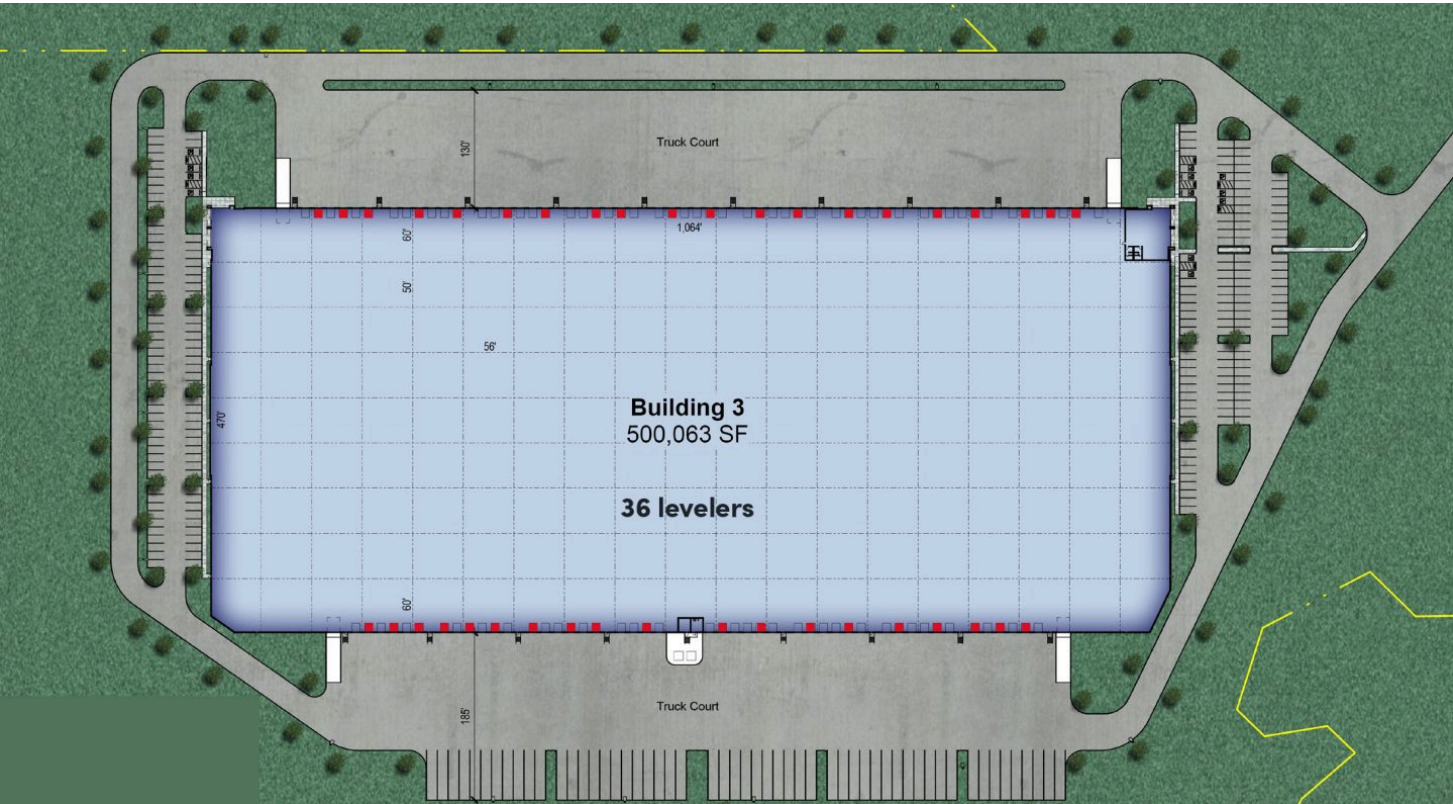 Truck Court
130'
1,064'
60'
50'
56'
470'
Building 3
500,063 SF
36 levelers
60'
185'
Truck Court